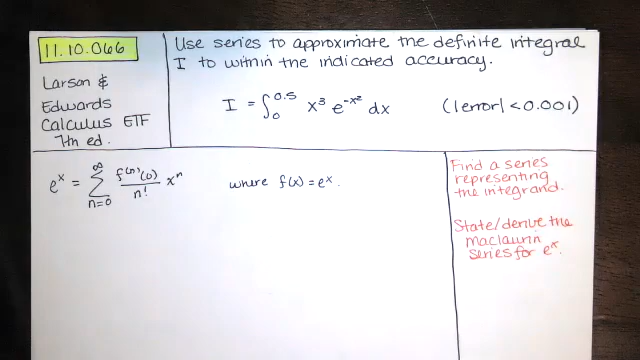 11.10.066
Larson &
Edwards
Calculus ETF
7th ed.
Use series to approximate the definite integral
I to within the indicated accuracy.
I = ∫₀^0.5 x³ e^(-x²) dx (|error| < 0.001)
e^x = ∑_{n=0}^∞ f^(n)(0)/n! x^n where f(x) = e^x.
Find a series
representing
the integrand.
State/derive the
maclaurin
series for e^x.